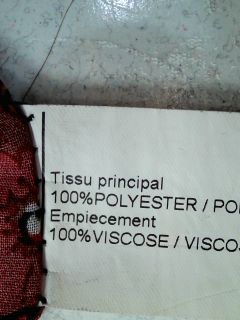 Tissu principal
100%POLYESTER /
Empiecement
100%VISCOSE /